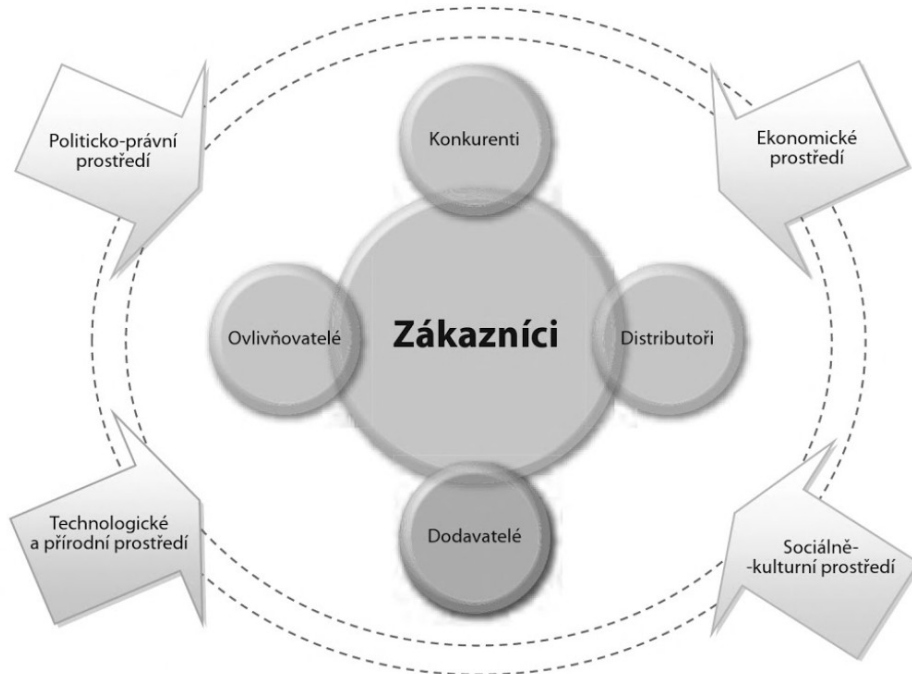 Konkurenti
Politicko-právní
prostředí
Ekonomické
prostředí
Ovlivňovatelé
Zákazníci
Distributoři
Technologické
a přírodní prostředí
Dodavatelé
Sociálně-
-kulturní prostředí